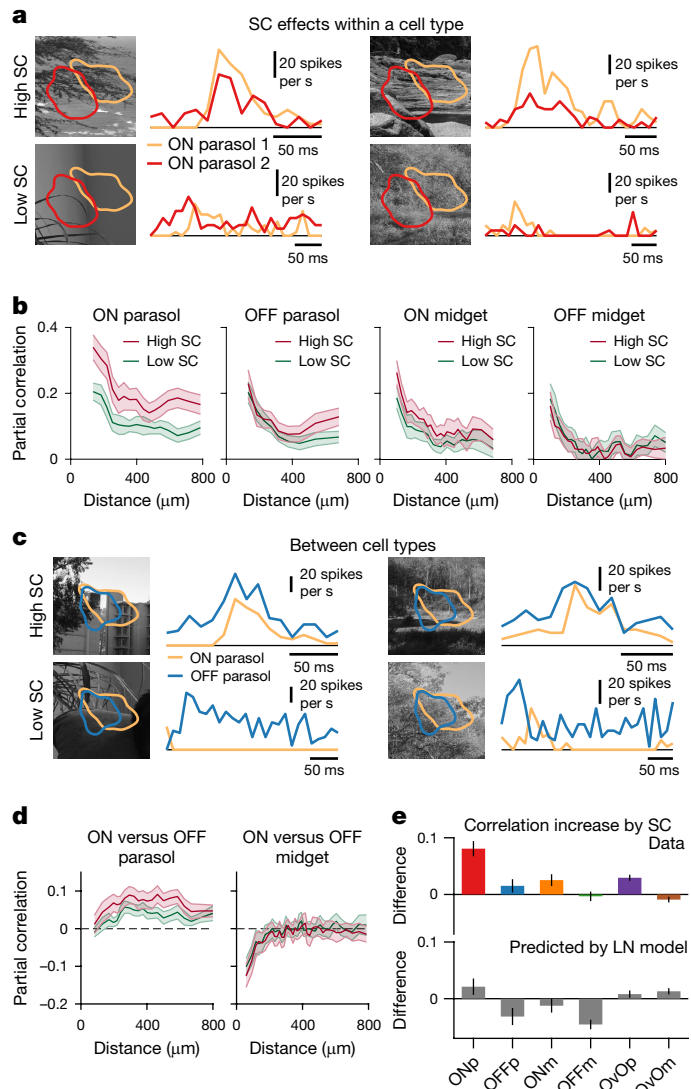 a
SC effects within a cell type
High SC
20 spikes
per s
20 spikes
per s
50 ms
50 ms
ON parasol 1
ON parasol 2
Low SC
20 spikes
per s
20 spikes
per s
50 ms
50 ms
b
ON parasol
OFF parasol
ON midget
OFF midget
Partial correlation
0.4
0.2
0
High SC
Low SC
High SC
Low SC
High SC
Low SC
High SC
Low SC
0 400 800
0 400 800
0 400 800
0 400 800
Distance (μm)
Distance (μm)
Distance (μm)
Distance (μm)
c
Between cell types
High SC
20 spikes
per s
20 spikes
per s
50 ms
50 ms
ON parasol
OFF parasol
Low SC
20 spikes
per s
20 spikes
per s
50 ms
50 ms
d
ON versus OFF
parasol
ON versus OFF
midget
Partial correlation
0.1
0
−0.1
−0.2
0 400 800
0 400 800
Distance (μm)
Distance (μm)
e
Correlation increase by SC
Data
Difference
0.1
0
Predicted by LN model
Difference
0.1
0
ONp
OFFp
ONm
OFFm
OvOp
OvOm